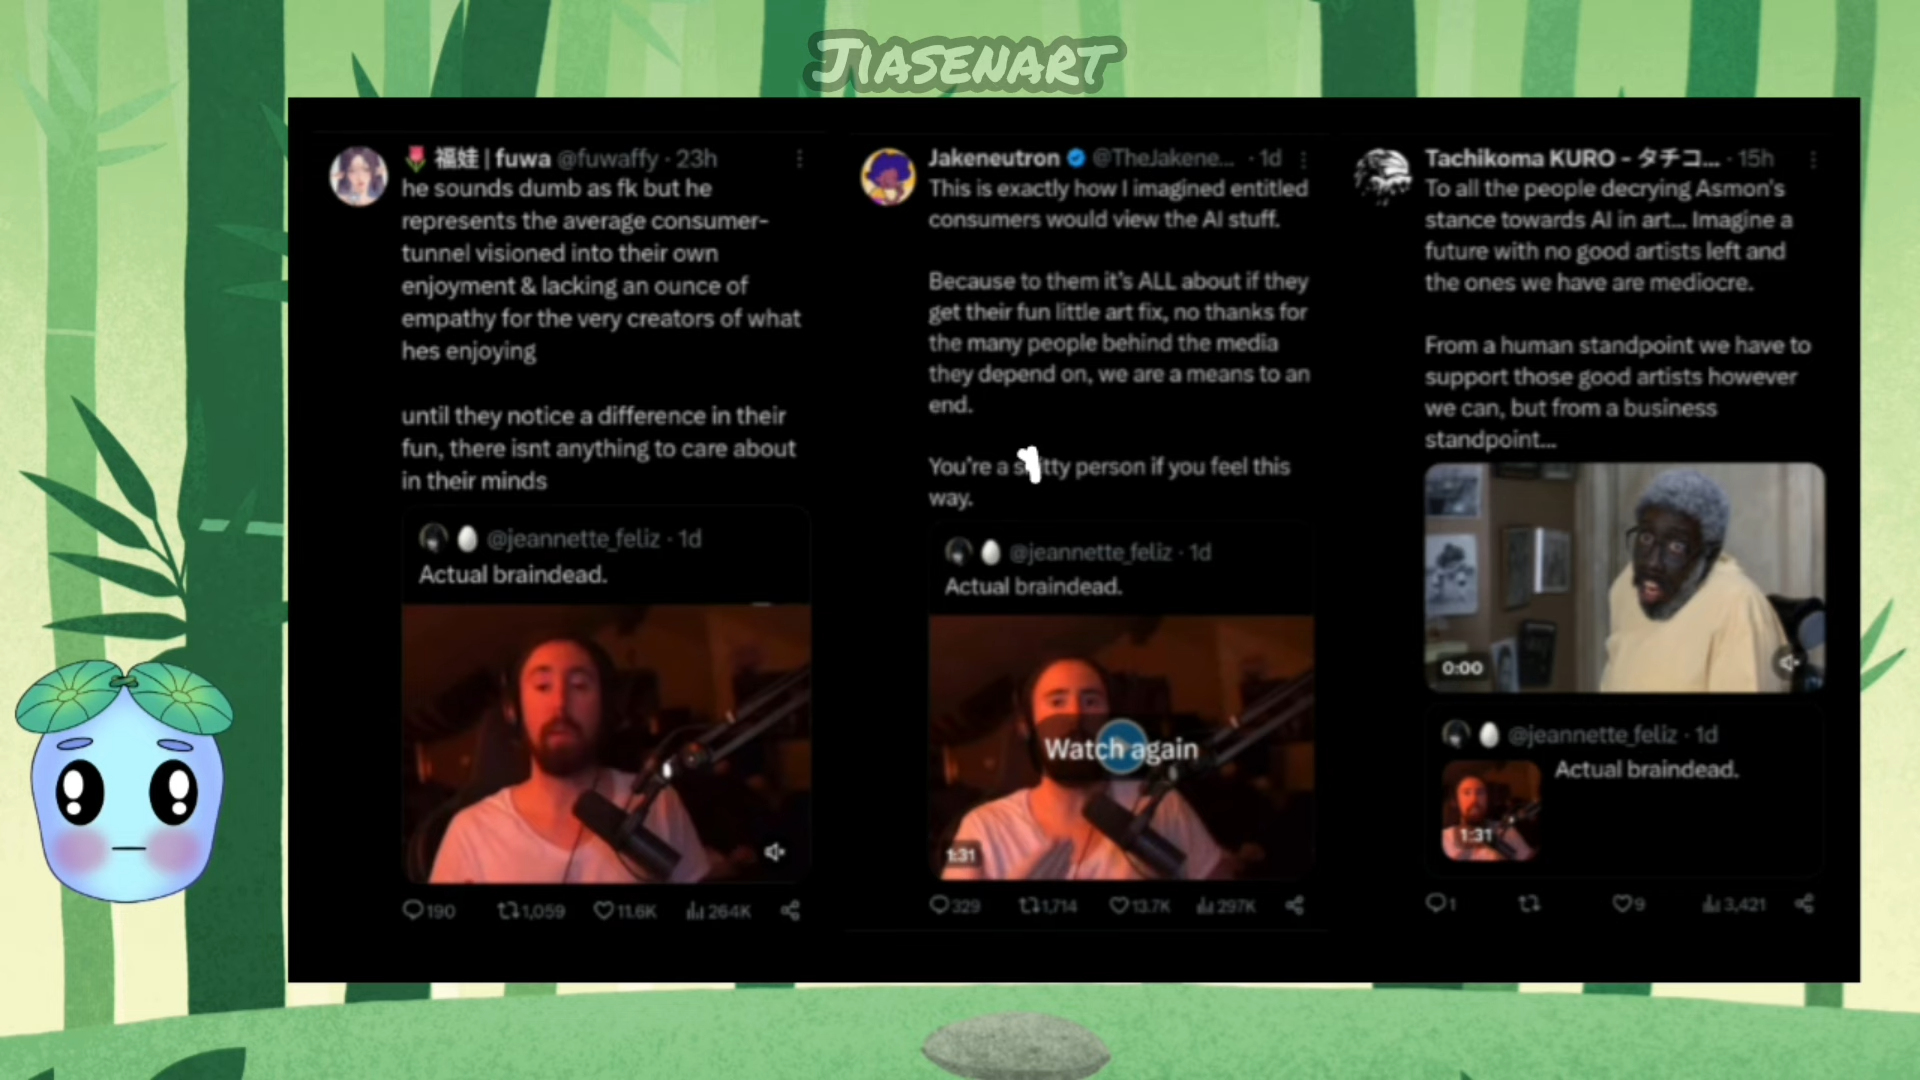 JIASENART
福娃 | fuwa @fuwaffy · 23h
he sounds dumb as fk but he
represents the average consumer-
tunnel visioned into their own
enjoyment & lacking an ounce of
empathy for the very creators of what
hes enjoying
until they notice a difference in their
fun, there isnt anything to care about
in their minds
@jeannette_feliz · 1d
Actual braindead.
190 1,059 11.6K 264K
Jakeneutron @TheJakene... · 1d
This is exactly how I imagined entitled
consumers would view the AI stuff.
Because to them it's ALL about if they
get their fun little art fix, no thanks for
the many people behind the media
they depend on, we are a means to an
end.
You're a s tty person if you feel this
way.
@jeannette_feliz · 1d
Actual braindead.
Watch again
1:31
329 1,714 13.7K 297K
Tachikoma KURO - タチコ... · 15h
To all the people decrying Asmon's
stance towards AI in art... Imagine a
future with no good artists left and
the ones we have are mediocre.
From a human standpoint we have to
support those good artists however
we can, but from a business
standpoint...
0:00
@jeannette_feliz · 1d
Actual braindead.
1:31
1 9 3,421